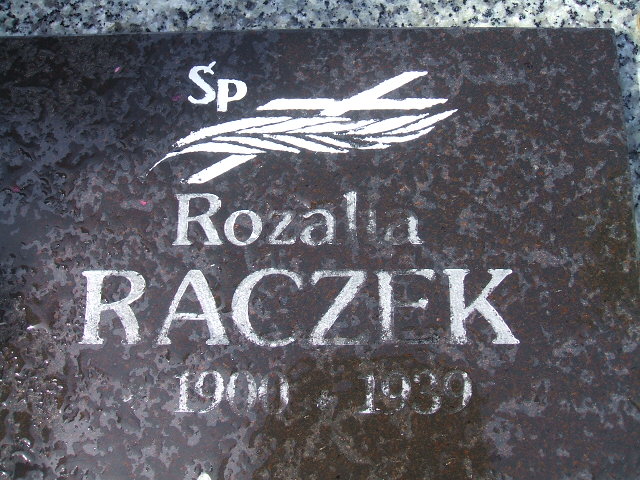 Śp
Rozalia
RACZEK
1900 - 1939